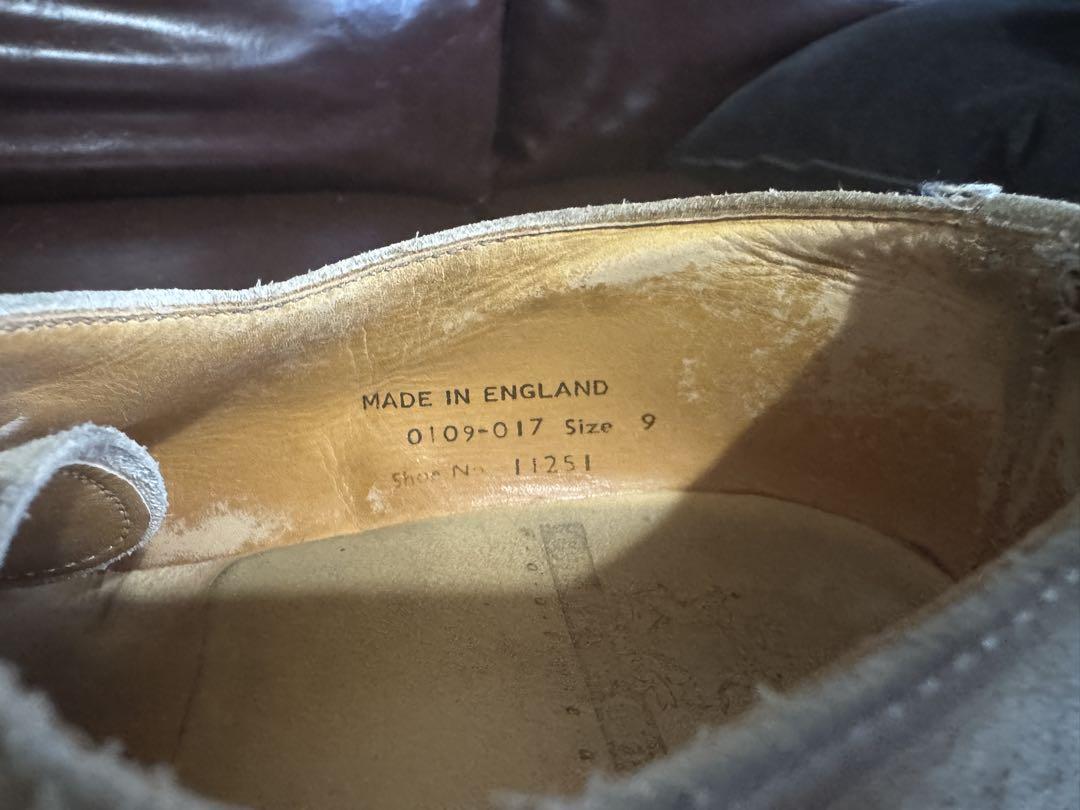 MADE IN ENGLAND
0109-017 Size 9
Shoe No. 11251